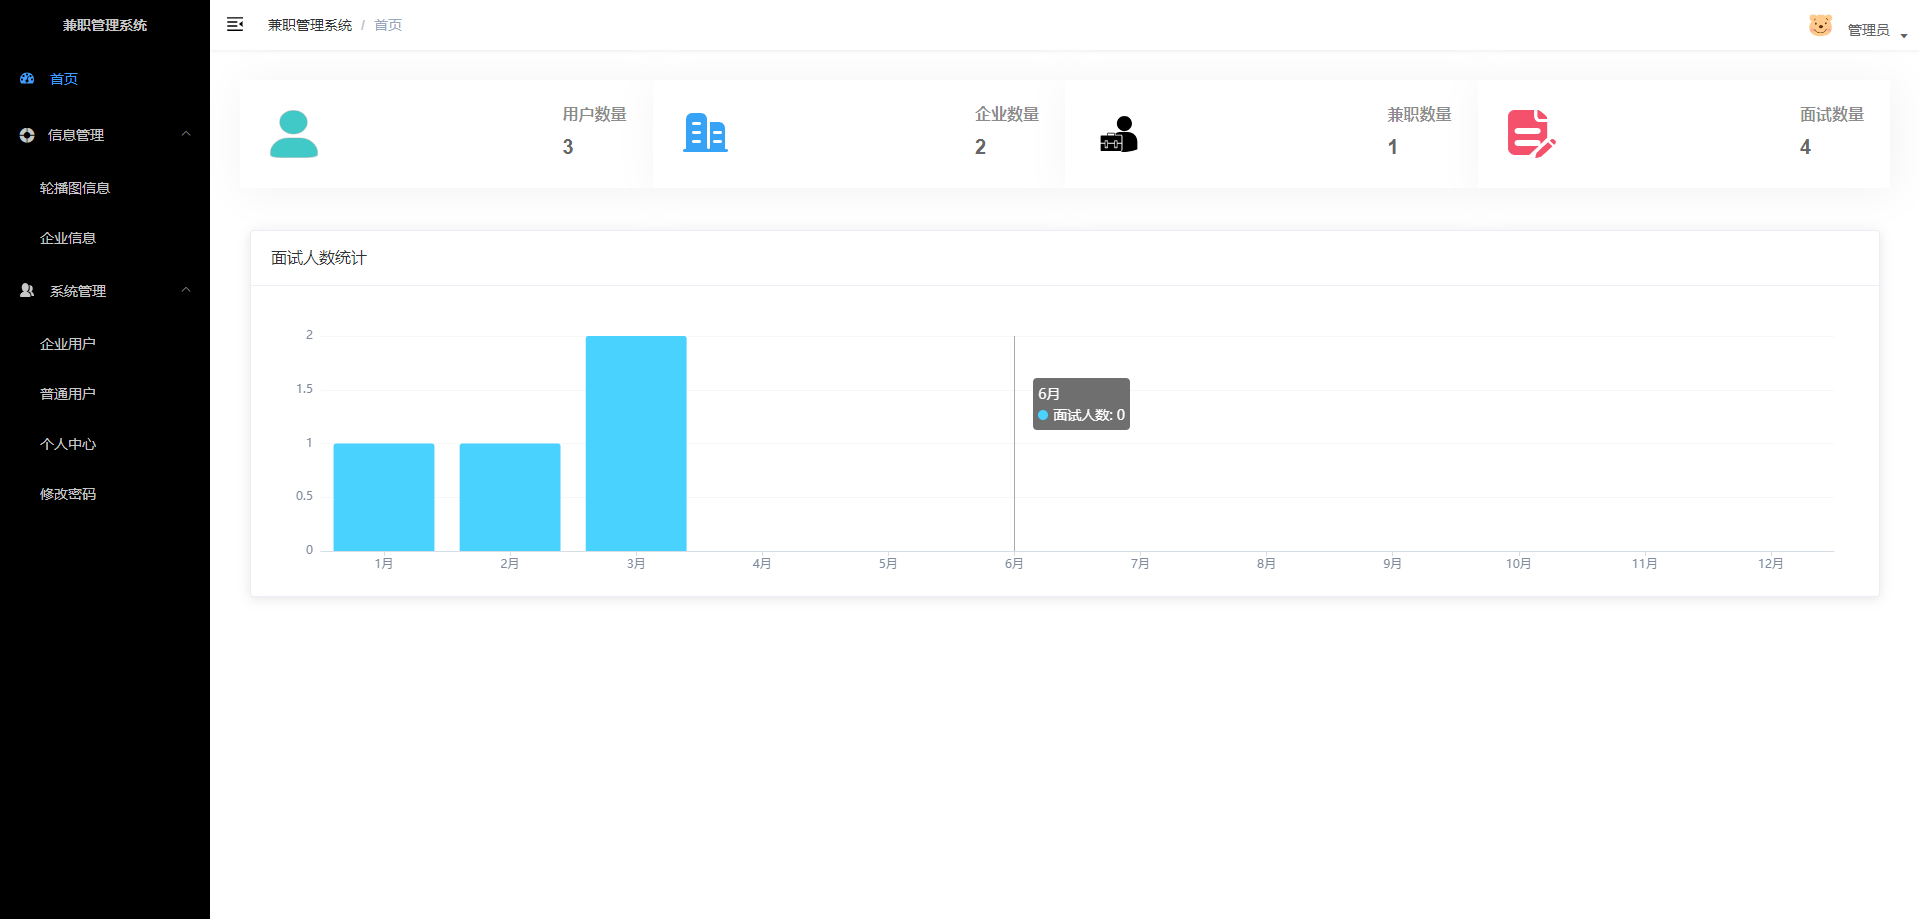 兼职管理系统
首页
信息管理
轮播图信息
企业信息
系统管理
企业用户
普通用户
个人中心
修改密码
兼职管理系统 / 首页
管理员
用户数量
3
企业数量
2
兼职数量
1
面试数量
4
面试人数统计
2
1.5
1
0.5
0
6月
面试人数: 0
1月 2月 3月 4月 5月 6月 7月 8月 9月 10月 11月 12月